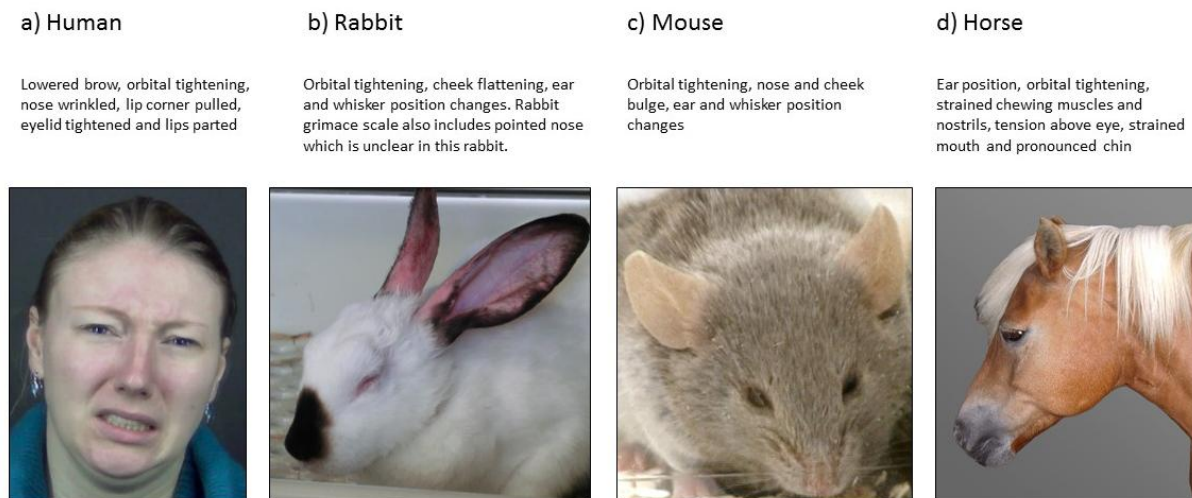 a) Human
Lowered brow, orbital tightening,
nose wrinkled, lip corner pulled,
eyelid tightened and lips parted
b) Rabbit
Orbital tightening, cheek flattening, ear
and whisker position changes. Rabbit
grimace scale also includes pointed nose
which is unclear in this rabbit.
c) Mouse
Orbital tightening, nose and cheek
bulge, ear and whisker position
changes
d) Horse
Ear position, orbital tightening,
strained chewing muscles and
nostrils, tension above eye, strained
mouth and pronounced chin